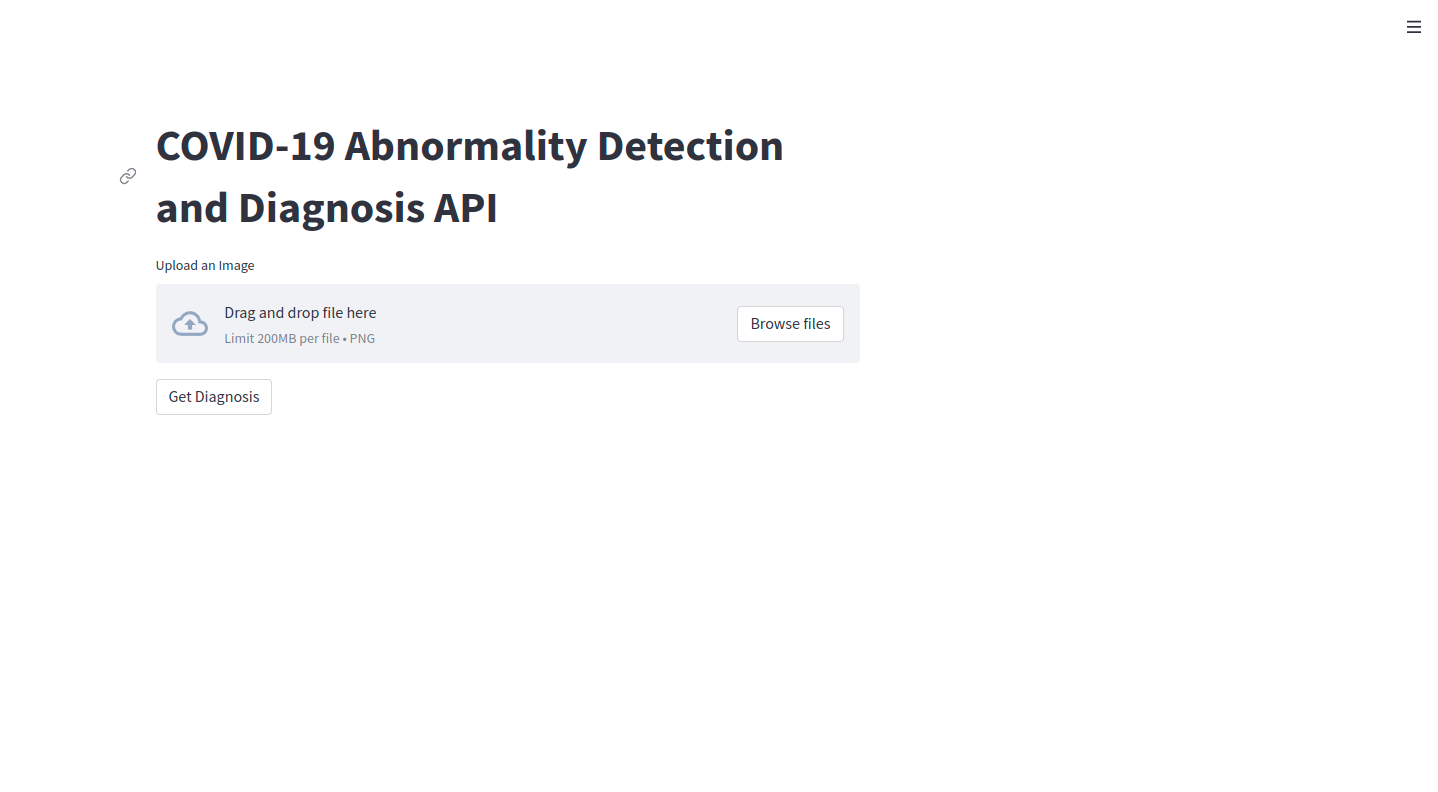 COVID-19 Abnormality Detection
and Diagnosis API
Upload an Image
Drag and drop file here
Limit 200MB per file • PNG
Browse files
Get Diagnosis